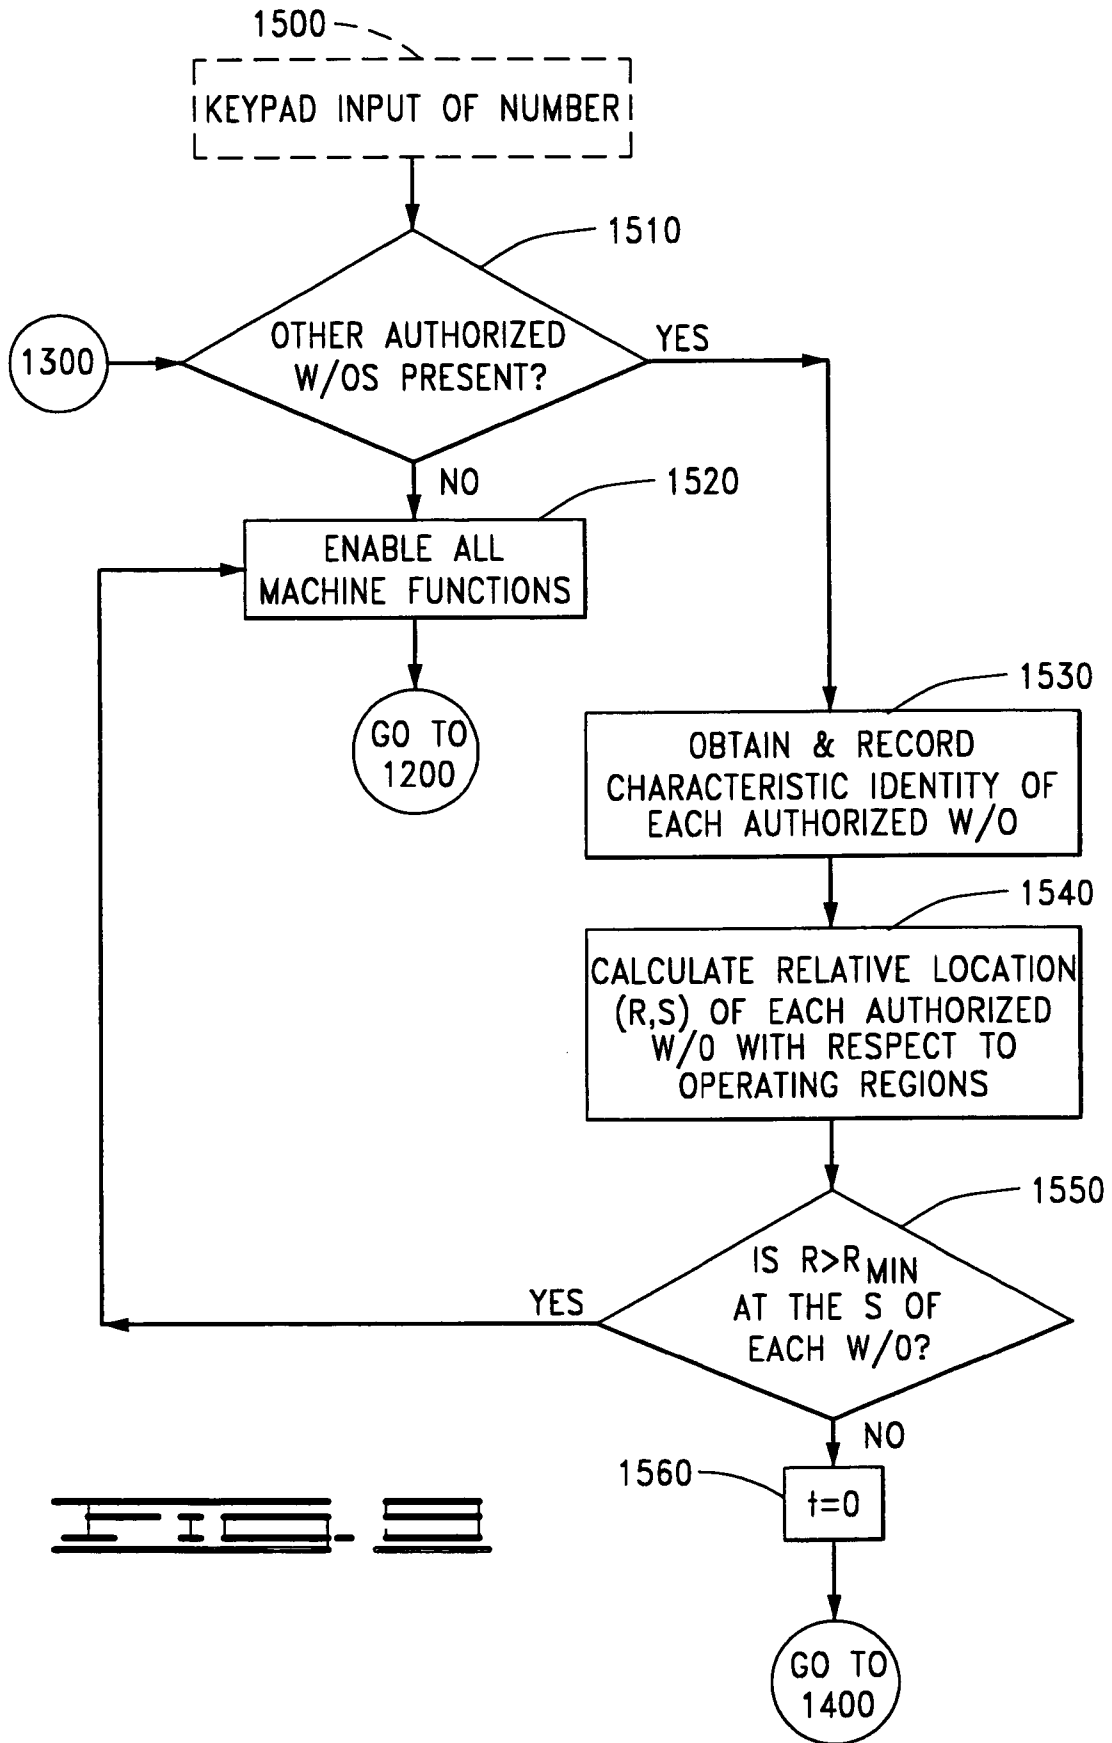 1500
KEYPAD INPUT OF NUMBER
1510
OTHER AUTHORIZED
W/OS PRESENT?
1300
YES
NO
1520
ENABLE ALL
MACHINE FUNCTIONS
GO TO
1200
1530
OBTAIN & RECORD
CHARACTERISTIC IDENTITY OF
EACH AUTHORIZED W/O
1540
CALCULATE RELATIVE LOCATION
(R,S) OF EACH AUTHORIZED
W/O WITH RESPECT TO
OPERATING REGIONS
1550
IS R>RMIN
AT THE S OF
EACH W/O?
YES
NO
1560
t=0
GO TO
1400